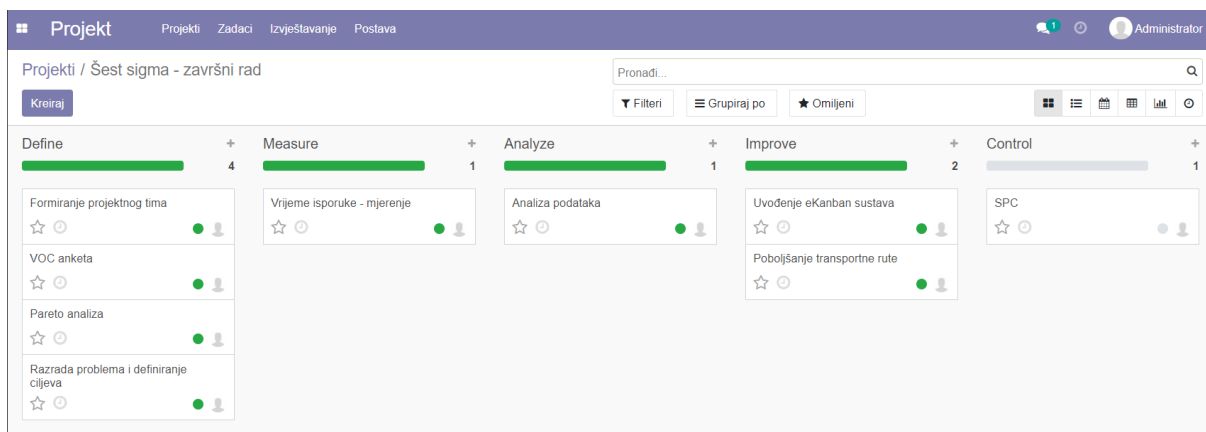 Projekt Projekti Zadaci Izvještavanje Postava 1 Administrator
Projekti / Šest sigma - završni rad
Pronađi...
Kreiraj
Filteri Grupiraj po Omiljeni
Define + Measure + Analyze + Improve + Control +
4 1 1 2 1
Formiranje projektnog tima
VOC anketa
Pareto analiza
Razrada problema i definiranje
ciljeva
Vrijeme isporuke - mjerenje
Analiza podataka
Uvođenje eKanban sustava
Poboljšanje transportne rute
SPC